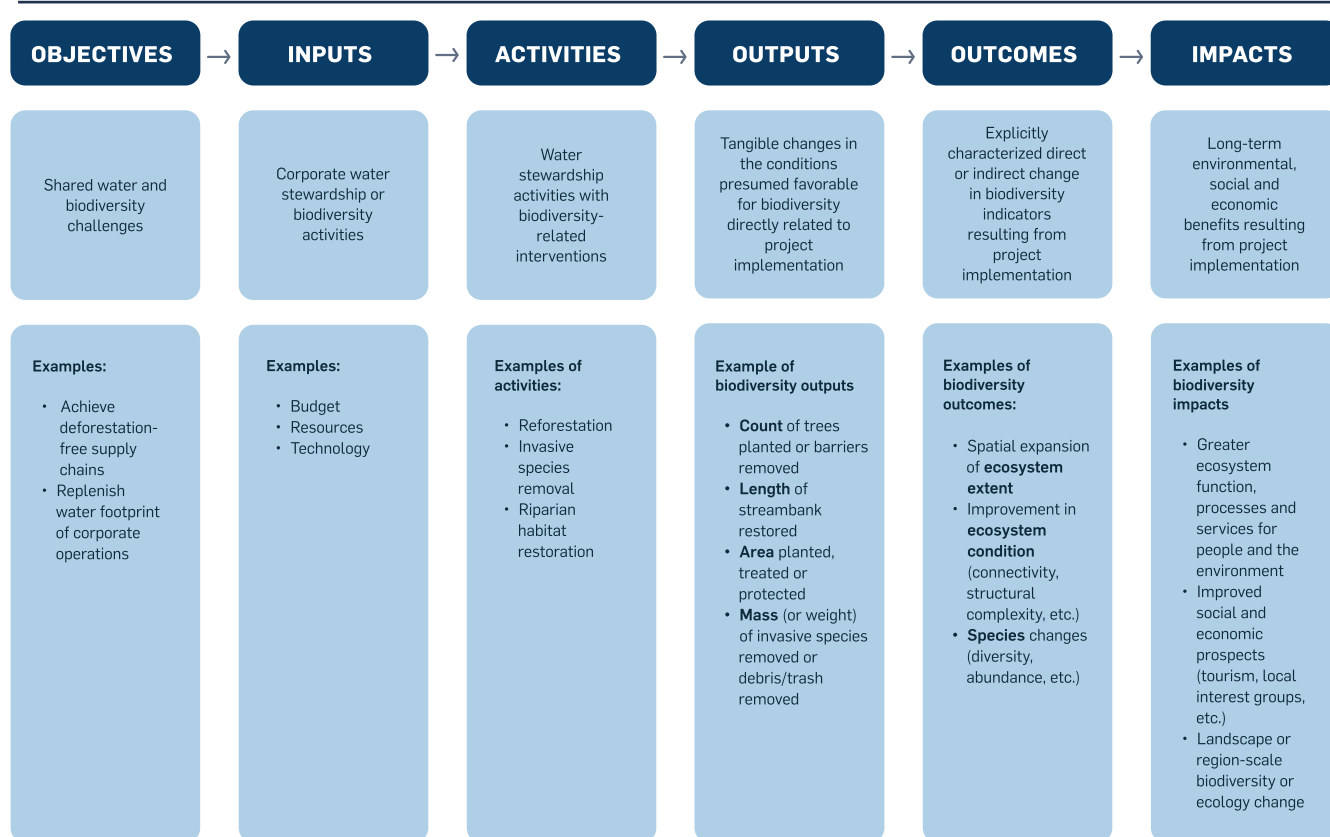 OBJECTIVES → INPUTS → ACTIVITIES → OUTPUTS → OUTCOMES → IMPACTS
Shared water and
biodiversity
challenges
Corporate water
stewardship or
biodiversity
activities
Water
stewardship
activities with
biodiversity-
related
interventions
Tangible changes in
the conditions
presumed favorable
for biodiversity
directly related to
project
implementation
Explicitly
characterized direct
or indirect change
in biodiversity
indicators
resulting from
project
implementation
Long-term
environmental,
social and
economic
benefits resulting
from project
implementation
Examples:
• Achieve
deforestation-
free supply
chains
• Replenish
water footprint
of corporate
operations
Examples:
• Budget
• Resources
• Technology
Examples of
activities:
• Reforestation
• Invasive
species
removal
• Riparian
habitat
restoration
Example of
biodiversity outputs
• Count of trees
planted or barriers
removed
• Length of
streambank
restored
• Area planted,
treated or
protected
• Mass (or weight)
of invasive species
removed or
debris/trash
removed
Examples of
biodiversity
outcomes:
• Spatial expansion
of ecosystem
extent
• Improvement in
ecosystem
condition
(connectivity,
structural
complexity, etc.)
• Species changes
(diversity,
abundance, etc.)
Examples of
biodiversity
impacts
• Greater
ecosystem
function,
processes and
services for
people and the
environment
• Improved
social and
economic
prospects
(tourism, local
interest groups,
etc.)
• Landscape or
region-scale
biodiversity or
ecology change